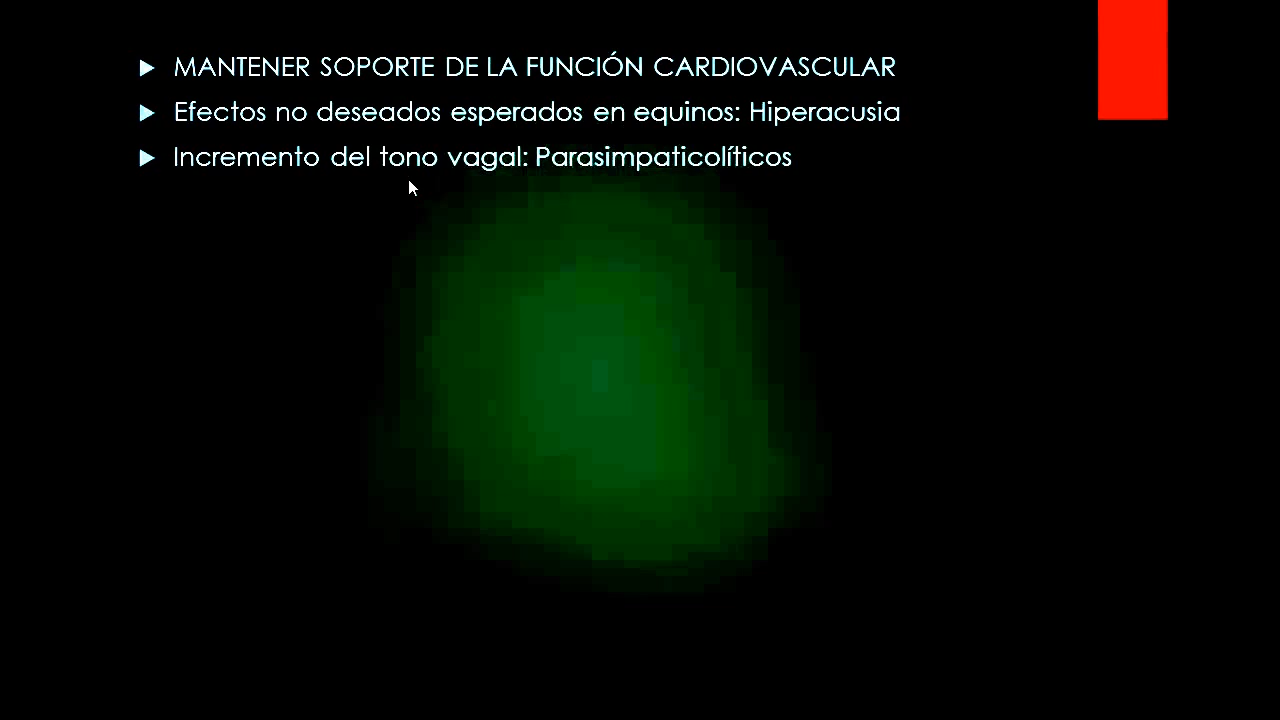 MANTENER SOPORTE DE LA FUNCIÓN CARDIOVASCULAR
Efectos no deseados esperados en equinos: Hiperacusia
Incremento del tono vagal: Parasimpaticolíticos